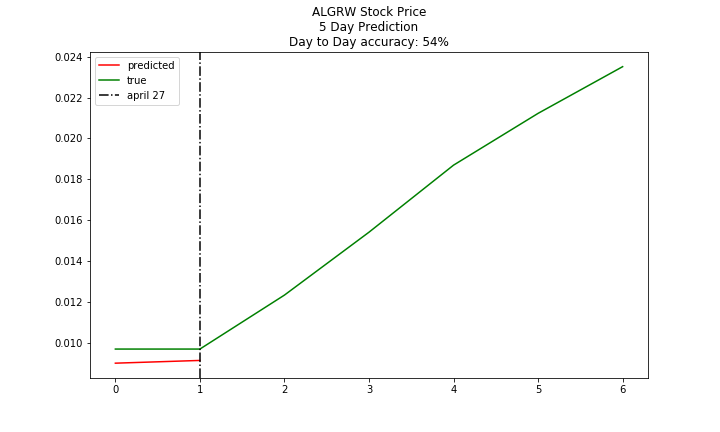 ALGRW Stock Price
5 Day Prediction
Day to Day accuracy: 54%
predicted
true
april 27
0.024
0.022
0.020
0.018
0.016
0.014
0.012
0.010
0 1 2 3 4 5 6